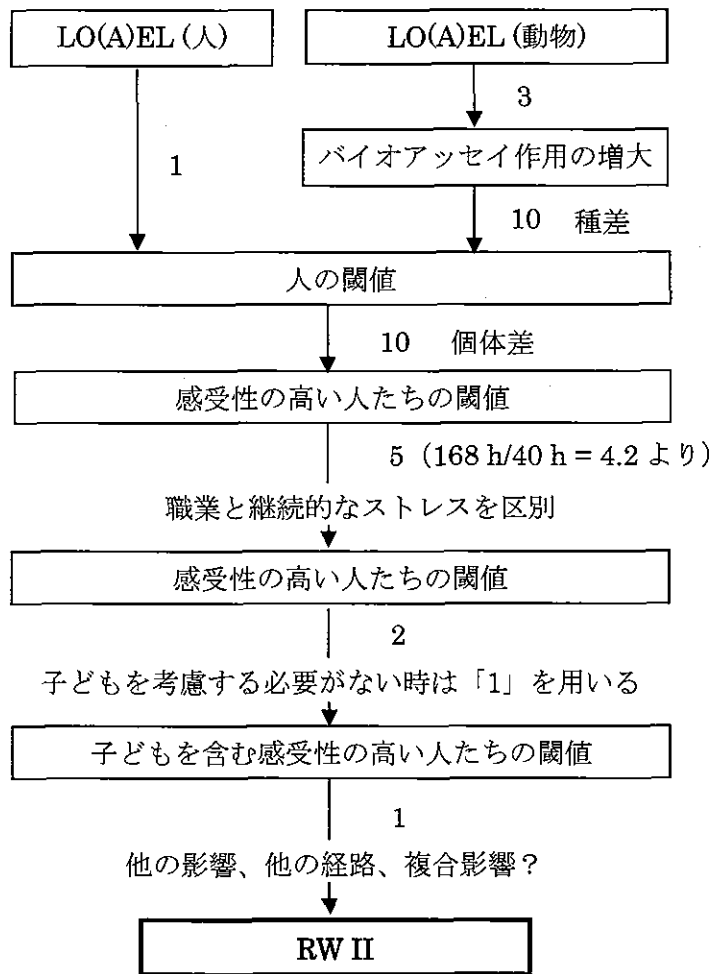 LO(A)EL (人)
LO(A)EL (動物)
3
バイオアッセイ作用の増大
1
10 種差
人の閾値
10 個体差
感受性の高い人たちの閾値
5 (168 h/40 h = 4.2 より)
職業と継続的なストレスを区別
感受性の高い人たちの閾値
2
子どもを考慮する必要がない時は「1」を用いる
子どもを含む感受性の高い人たちの閾値
1
他の影響、他の経路、複合影響?
RW II